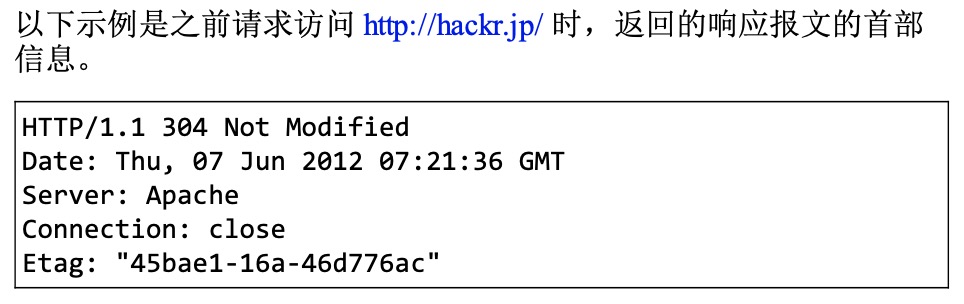 以下示例是之前请求访问 http://hackr.jp/ 时，返回的响应报文的首部
信息。
HTTP/1.1 304 Not Modified
Date: Thu, 07 Jun 2012 07:21:36 GMT
Server: Apache
Connection: close
Etag: "45bae1-16a-46d776ac"